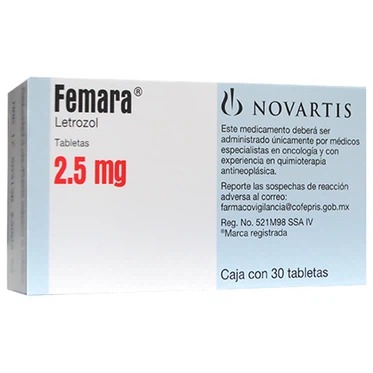 Femara®
Letrozol
Tabletas
2.5 mg
NOVARTIS
Este medicamento deberá ser
administrado únicamente por médicos
especialistas en oncología y con
experiencia en quimioterapia
antineoplásica.
Reporte las sospechas de reacción
adversa al correo:
farmacovigilancia@cofepris.gob.mx
Reg. No. 521M98 SSA IV
®Marca registrada
Caja con 30 tabletas